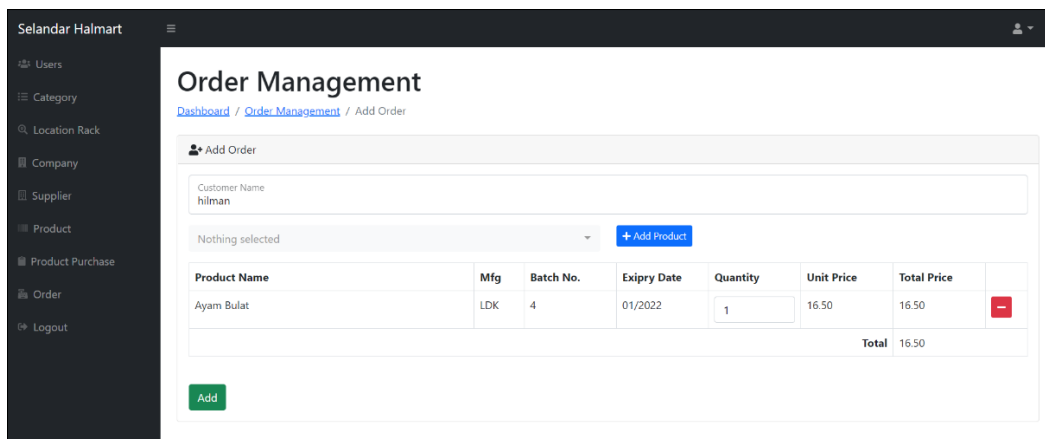 Selandar Halmart
Users
Category
Location Rack
Company
Supplier
Product
Product Purchase
Order
Logout
Order Management
Dashboard / Order Management / Add Order
Add Order
Customer Name
hilman
Nothing selected
+ Add Product
Product Name Mfg Batch No. Exipry Date Quantity Unit Price Total Price
Ayam Bulat LDK 4 01/2022 1 16.50 16.50
Total 16.50
Add